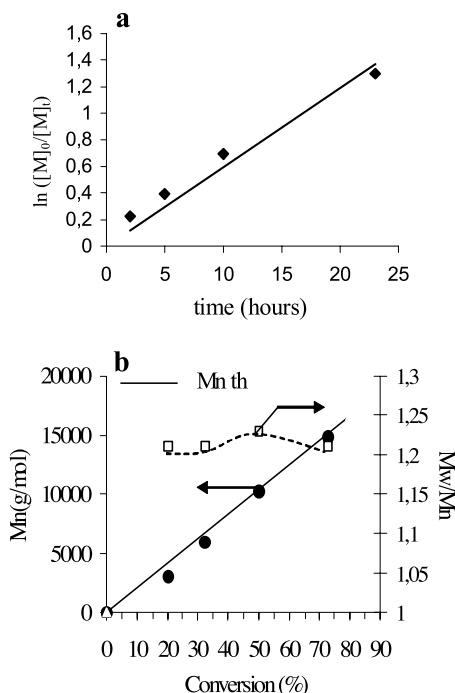 a
1,6
1,4
1,2
1
0,8
0,6
0,4
0,2
0
ln ([M]₀/[M]ₜ)
0 5 10 15 20 25
time (hours)
b
20000 Mn th 1,3
15000 1,25
10000 1,2
5000 1,15
0 1,1
1,05
1
Mn(g/mol)
Mw/Mn
0 10 20 30 40 50 60 70 80 90
Conversion (%)